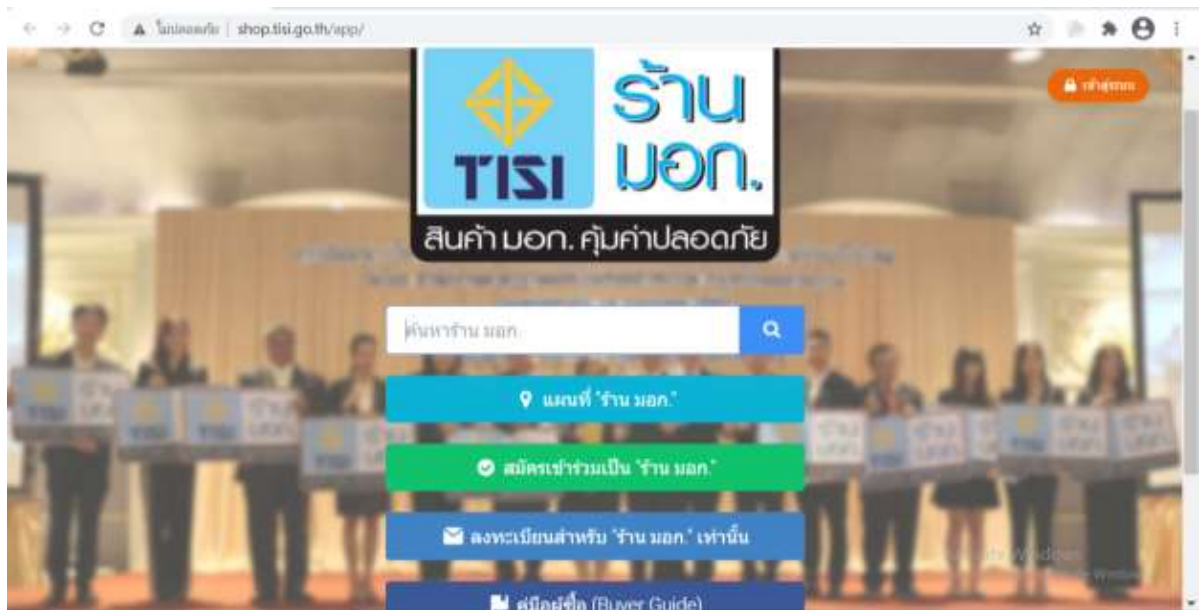 ไม่ปลอดภัย | shop.tisi.go.th/app/
เข้าสู่ระบบ
TISI
ร้าน
มอก.
สินค้า มอก. คุ้มค่าปลอดภัย
ค้นหาร้าน มอก.
แผนที่ "ร้าน มอก."
สมัครเข้าร่วมเป็น "ร้าน มอก."
ลงทะเบียนสำหรับ "ร้าน มอก." เท่านั้น
คู่มือผู้ซื้อ (Buyer Guide)